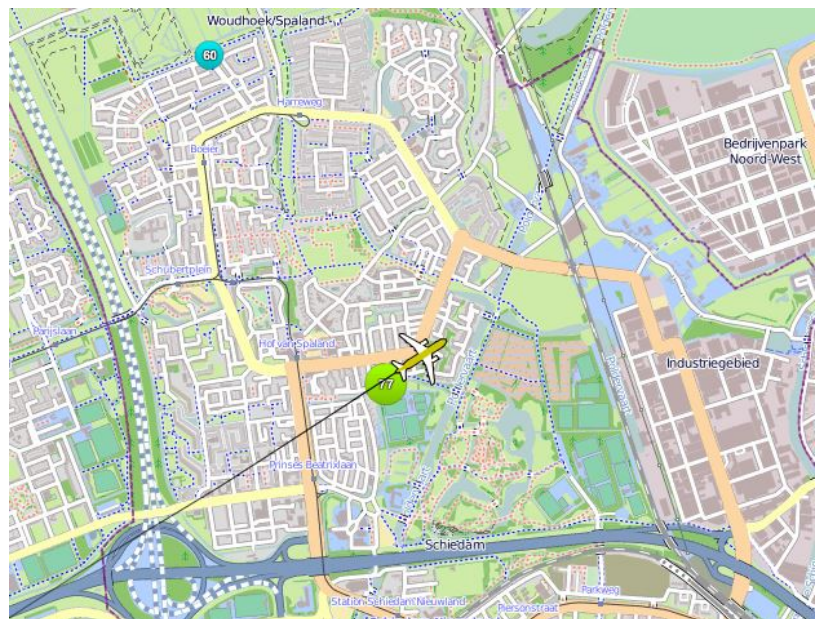 Woudhoek/Spaland
60
Harreweg
Boeier
Bedrijvenpark
Noord-West
Schubertplein
Parijslaan
Hof van Spaland
Industriegebied
77
Prinses Beatrixlaan
Schiedam
Station Schiedam Nieuwland
Parkweg
Piersonstraat